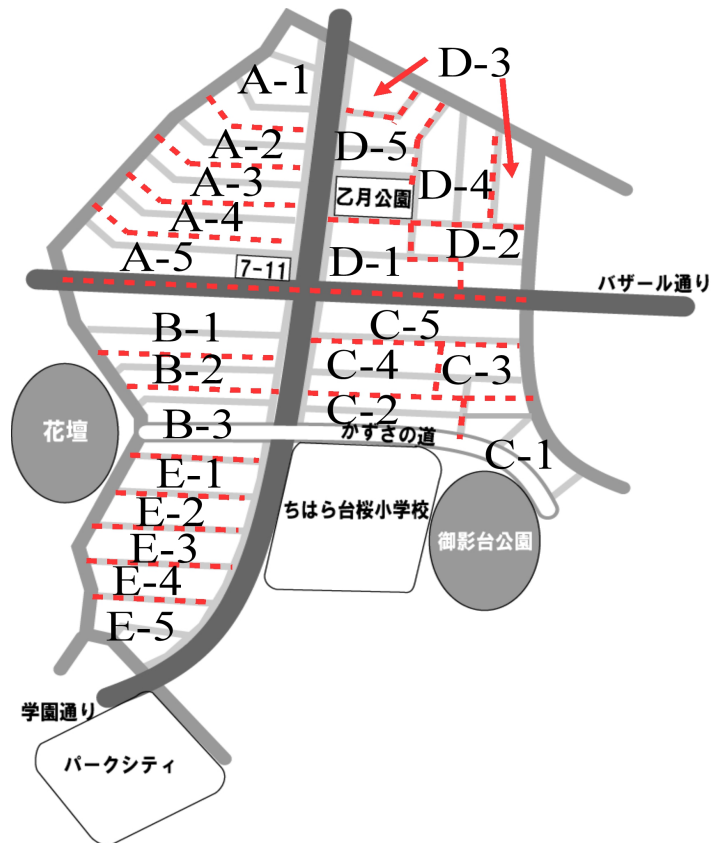 D-3
A-1
A-2
D-5
A-3
D-4
乙月公園
A-4
D-2
A-5
7-11
D-1
バザール通り
B-1
C-5
B-2
C-4
C-3
B-3
C-2
かずさの道
花壇
C-1
E-1
E-2
ちはら台桜小学校
E-3
御影台公園
E-4
E-5
学園通り
パークシティ